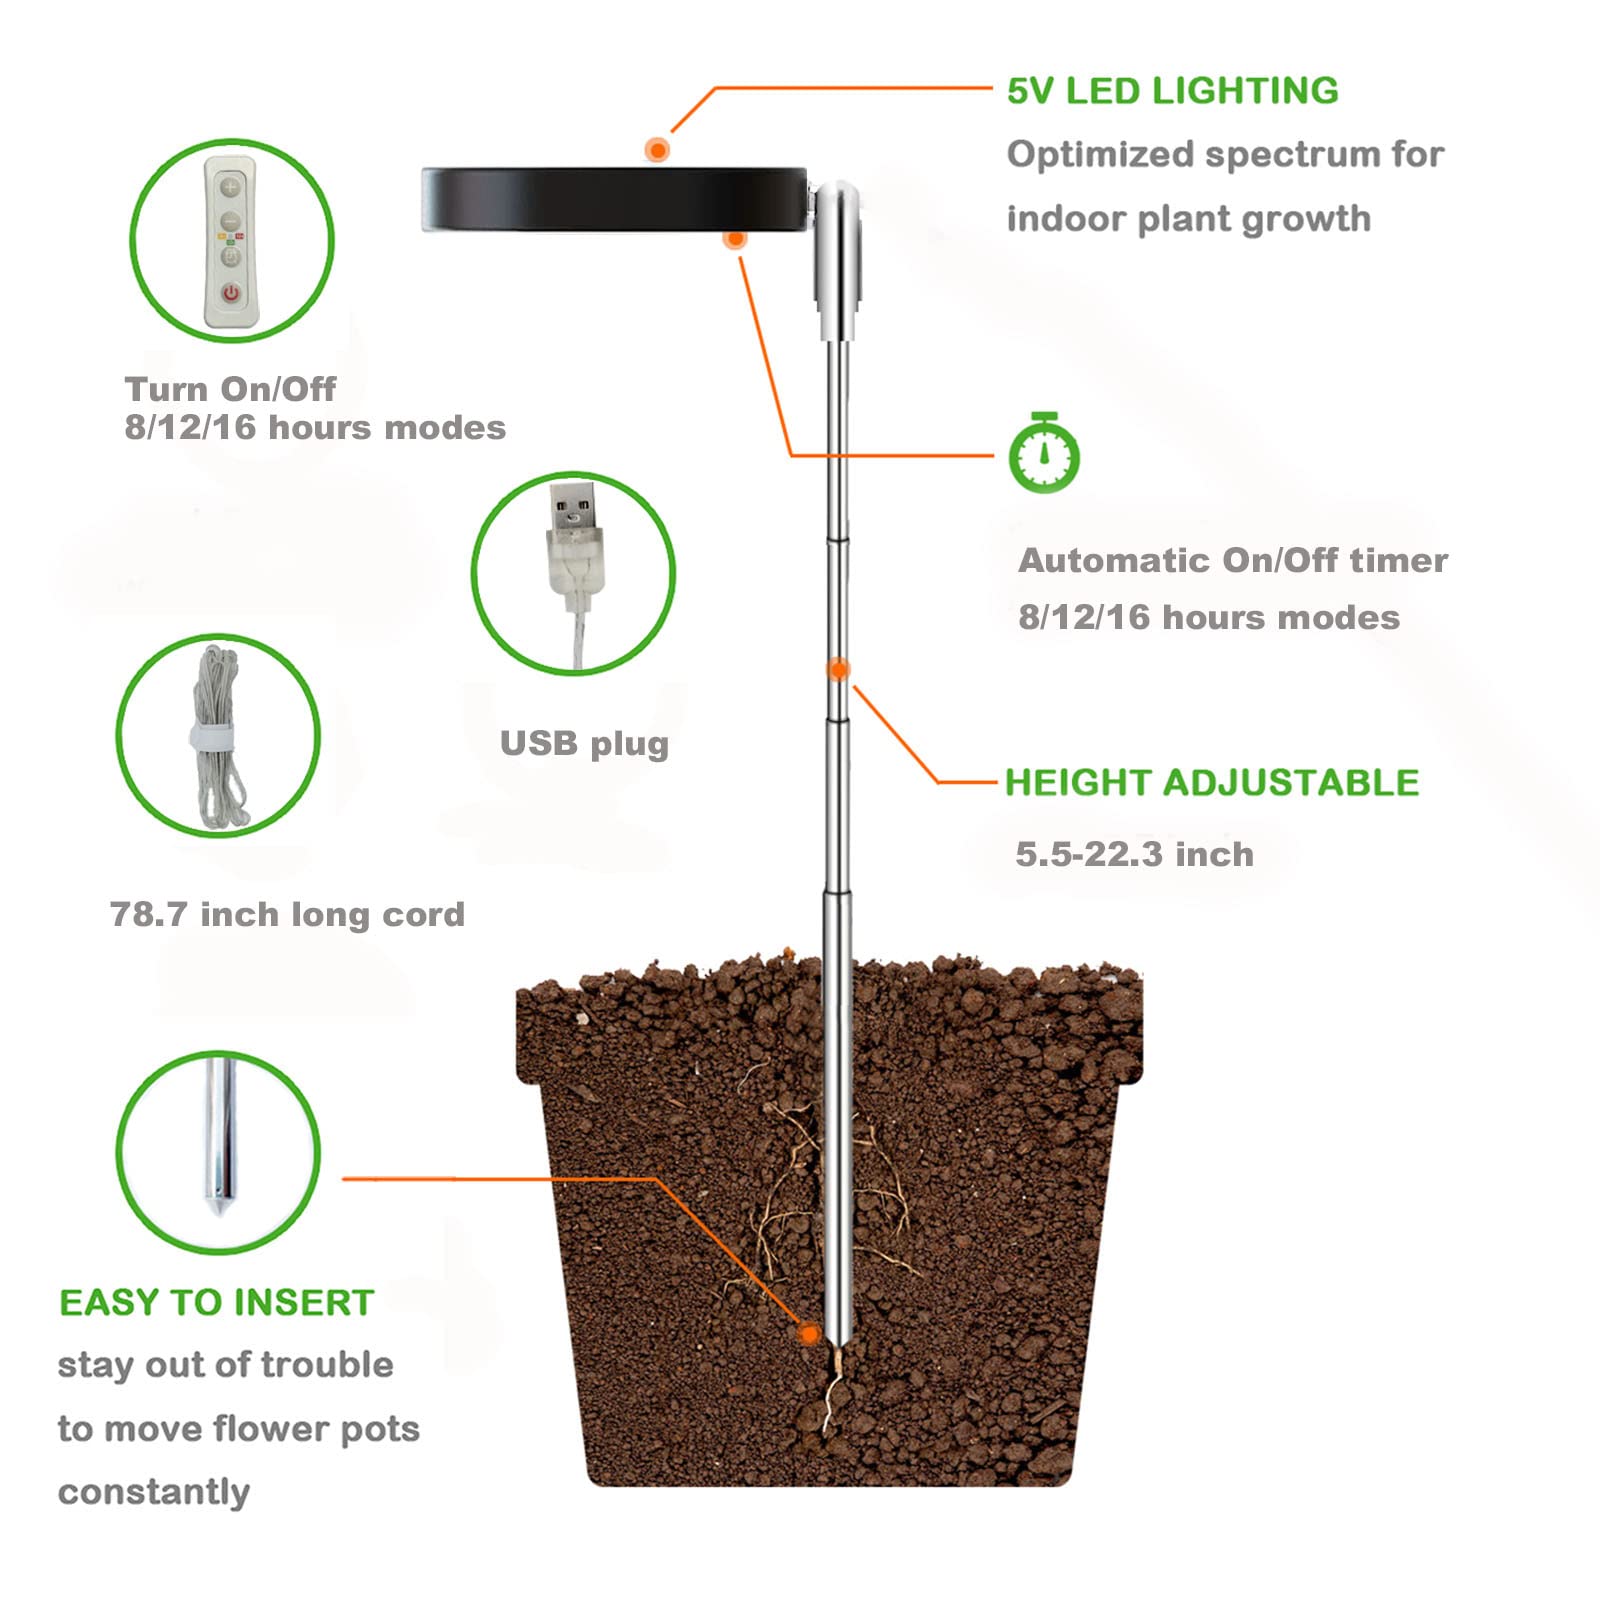 5V LED LIGHTING
Optimized spectrum for
indoor plant growth
Turn On/Off
8/12/16 hours modes
Automatic On/Off timer
8/12/16 hours modes
USB plug
HEIGHT ADJUSTABLE
5.5-22.3 inch
78.7 inch long cord
EASY TO INSERT
stay out of trouble
to move flower pots
constantly